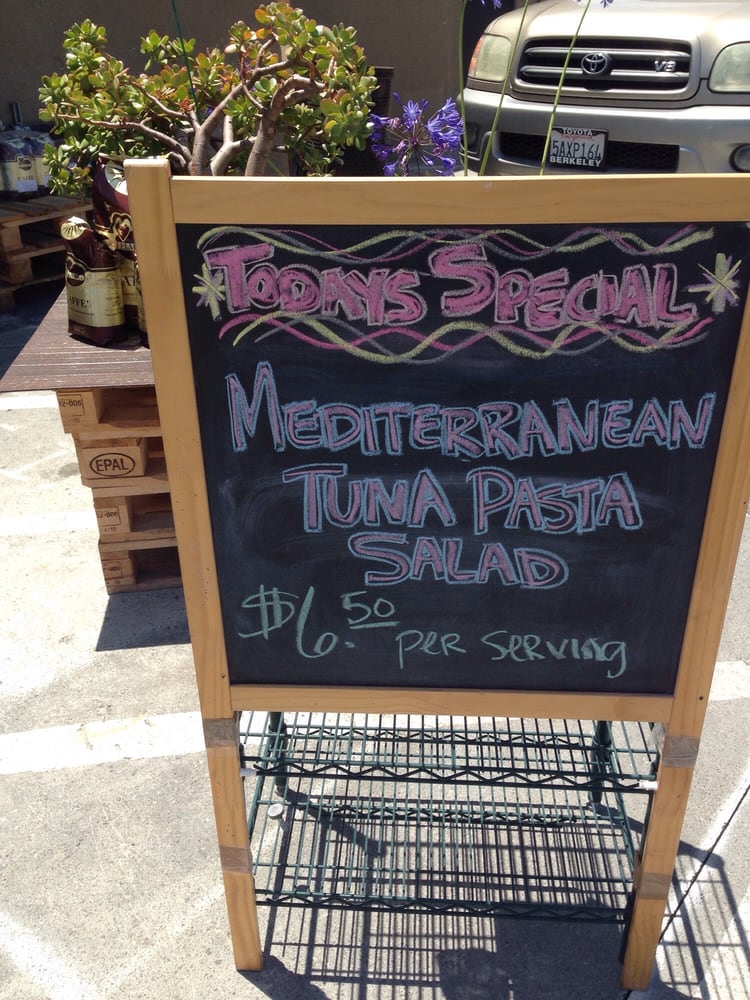 V8
TOYOTA
5AXP164
BERKELEY
TODAYS SPECIAL
MEDITERRANEAN
TUNA PASTA
SALAD
$6.50 PER SERVING
EPAL